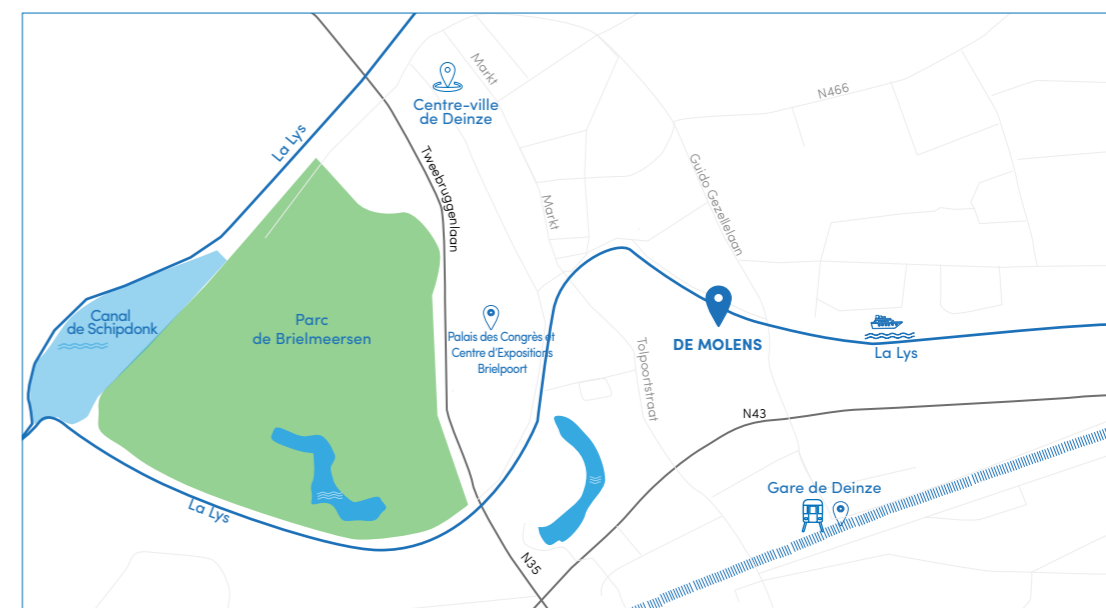 Markt
Centre-ville
de Deinze
N466
La Lys
Tweebruggenlaan
Guido Gezellelaan
Markt
Canal
de Schipdonk
Parc
de Brielmeersen
Palais des Congrès et
Centre d'Expositions
Brielpoort
DE MOLENS
La Lys
Tolpoortstraat
N43
Gare de Deinze
La Lys
N35